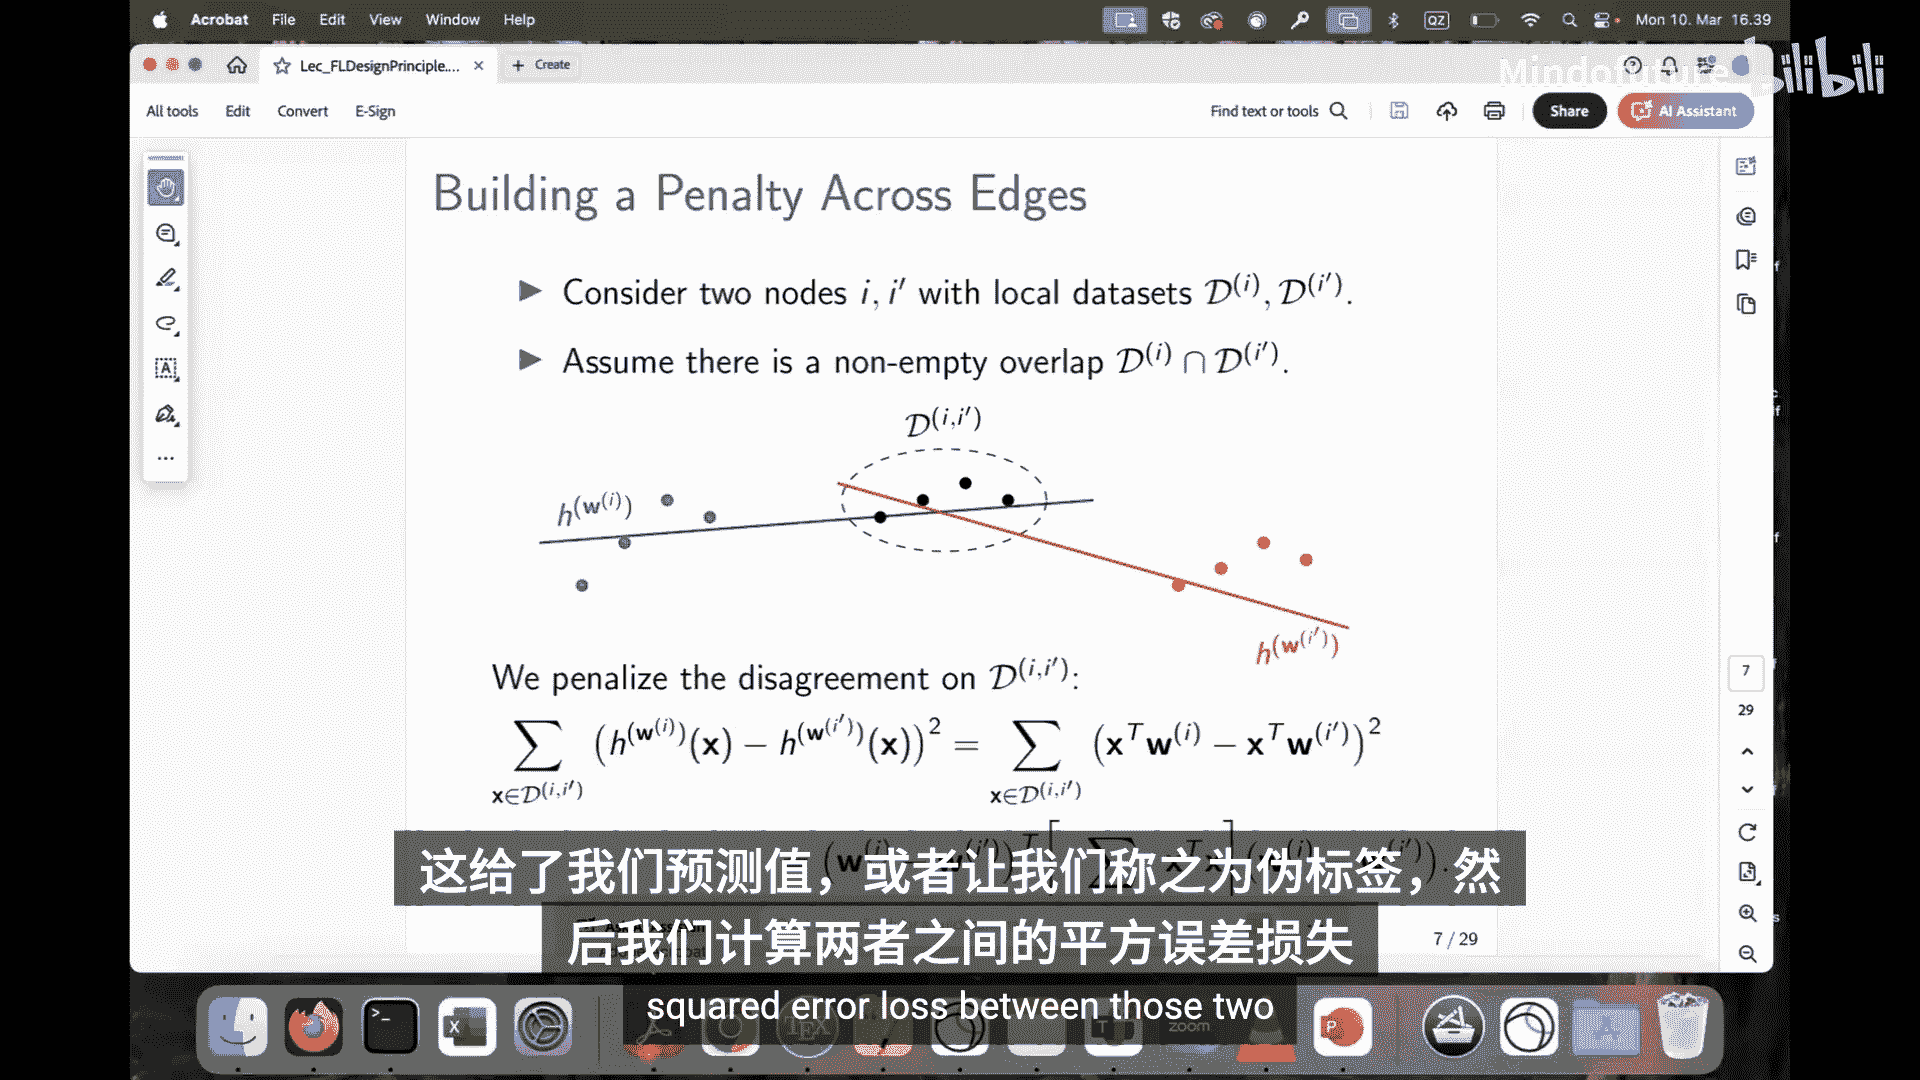 Acrobat File Edit View Window Help QZ Mon 10. Mar 16.39
Lec_FLDesignPrinciple.... × + Create
Mindofuture bilibili
All tools Edit Convert E-Sign Find text or tools Share AI Assistant
Building a Penalty Across Edges
▶ Consider two nodes i, i′ with local datasets 𝒟^(i), 𝒟^(i′).
▶ Assume there is a non-empty overlap 𝒟^(i) ∩ 𝒟^(i′).
𝒟^(i,i′)
h^(w^(i))
h^(w^(i′))
We penalize the disagreement on 𝒟^(i,i′):
∑_{x∈𝒟^(i,i′)} (h^(w^(i))(x) − h^(w^(i′))(x))² = ∑_{x∈𝒟^(i,i′)} (x^T w^(i) − x^T w^(i′))²
7
29
这给了我们预测值，或者让我们称之为伪标签，然
后我们计算两者之间的平方误差损失
7 / 29
squared error loss between those two
zoom